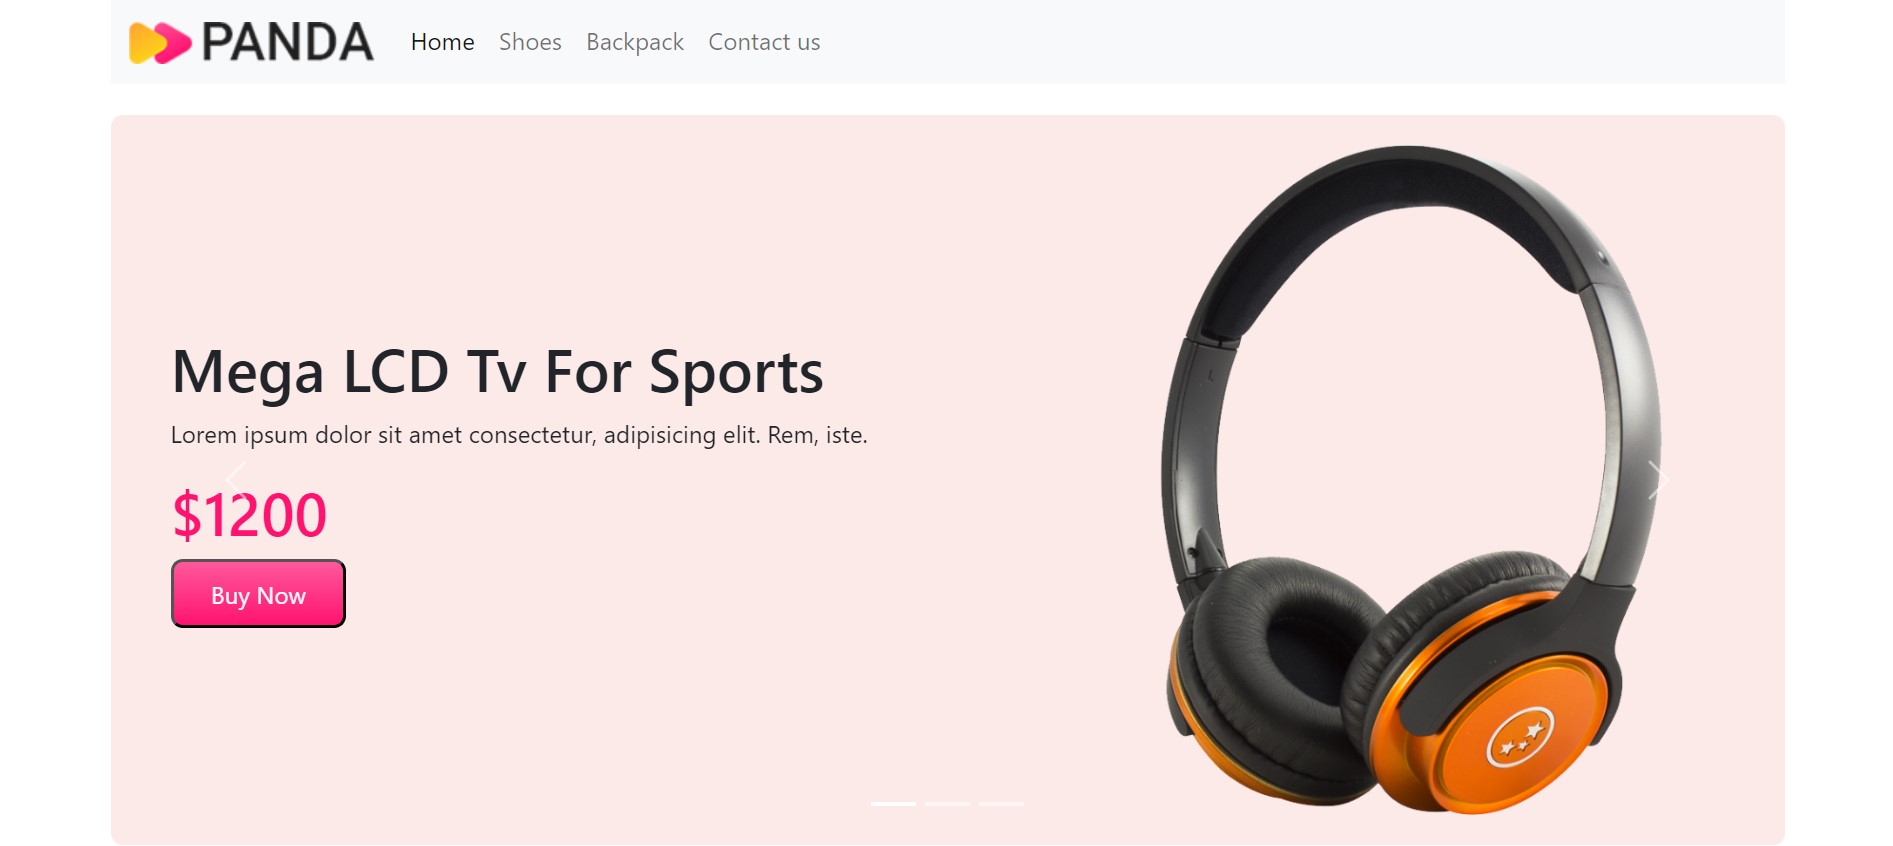 PANDA Home Shoes Backpack Contact us
Mega LCD Tv For Sports
Lorem ipsum dolor sit amet consectetur, adipisicing elit. Rem, iste.
$1200
Buy Now